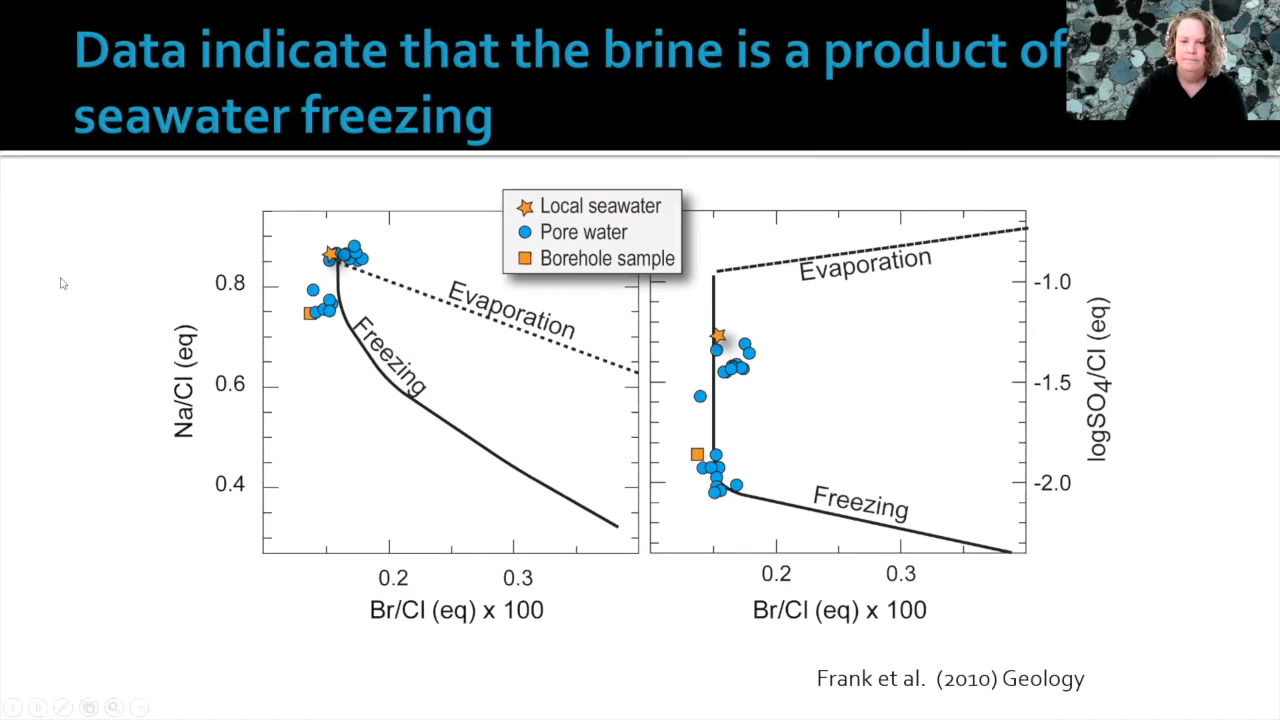 Data indicate that the brine is a product of
seawater freezing
Local seawater
Pore water
Borehole sample
Evaporation
Freezing
0.8
0.6
0.4
Na/Cl (eq)
0.2
0.3
Br/Cl (eq) x 100
Evaporation
Freezing
-1.0
-1.5
-2.0
logSO4/Cl (eq)
0.2
0.3
Br/Cl (eq) x 100
Frank et al. (2010) Geology